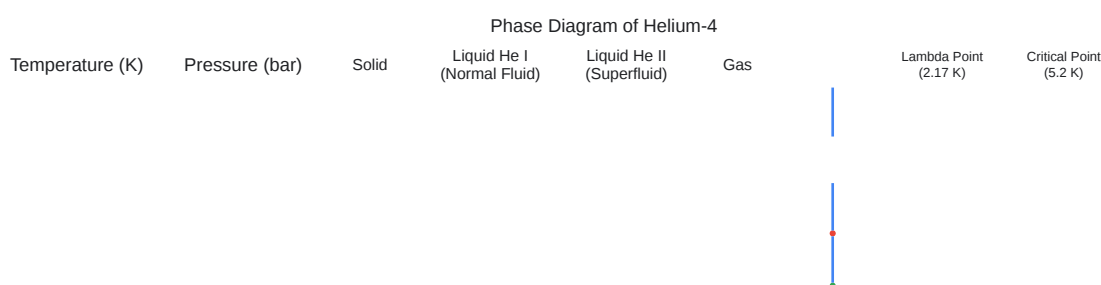 Phase Diagram of Helium-4
Temperature (K)
Pressure (bar)
Solid
Liquid He I
(Normal Fluid)
Liquid He II
(Superfluid)
Gas
Lambda Point
(2.17 K)
Critical Point
(5.2 K)